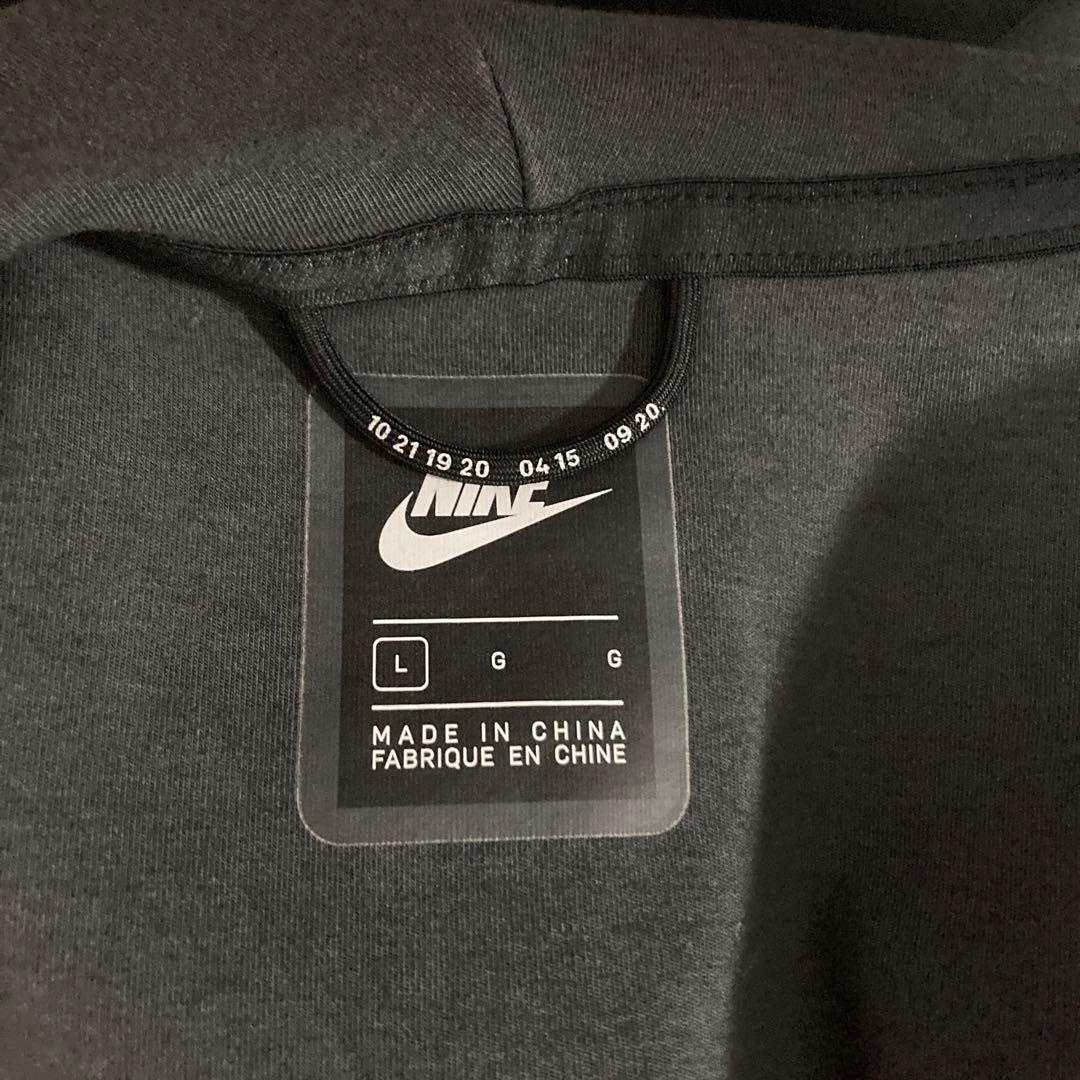 10 21 19 20 04 15 09 20.
NIKE
L G G
MADE IN CHINA
FABRIQUE EN CHINE